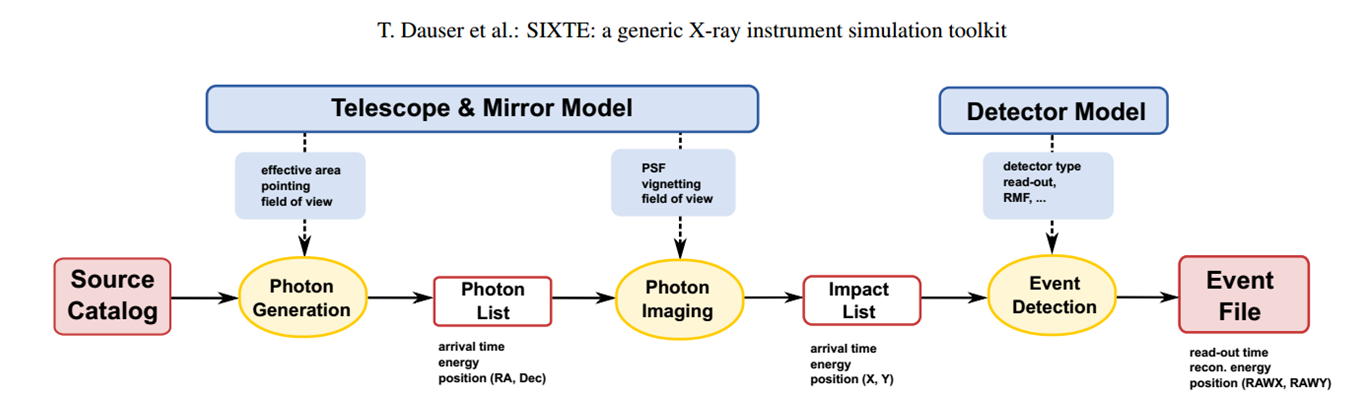 T. Dauser et al.: SIXTE: a generic X-ray instrument simulation toolkit
Telescope & Mirror Model
Detector Model
effective area
pointing
field of view
PSF
vignetting
field of view
detector type
read-out,
RMF, ...
Source
Catalog
Photon
Generation
Photon
List
Photon
Imaging
Impact
List
Event
Detection
Event
File
arrival time
energy
position (RA, Dec)
arrival time
energy
position (X, Y)
read-out time
recon. energy
position (RAWX, RAWY)